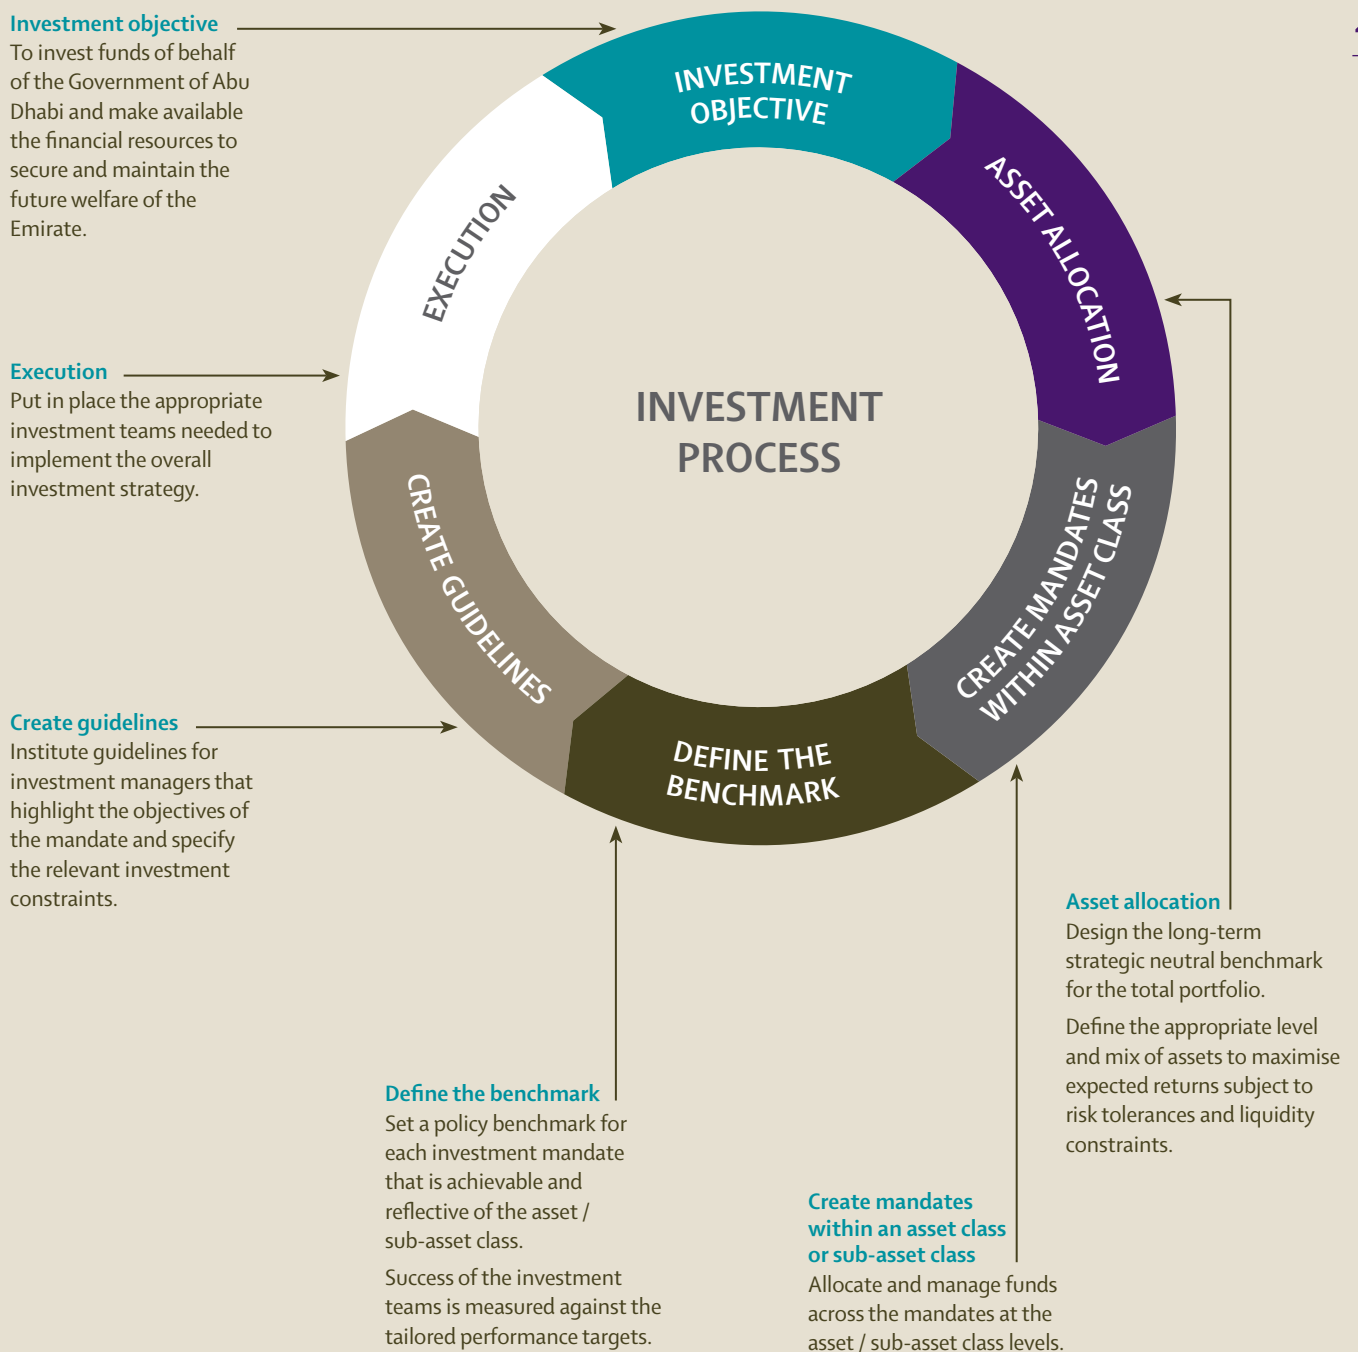 Investment objective
To invest funds of behalf
of the Government of Abu
Dhabi and make available
the financial resources to
secure and maintain the
future welfare of the
Emirate.
INVESTMENT
OBJECTIVE
ASSET ALLOCATION
CREATE MANDATES
WITHIN ASSET CLASS
DEFINE THE
BENCHMARK
CREATE GUIDELINES
EXECUTION
INVESTMENT
PROCESS
Execution
Put in place the appropriate
investment teams needed to
implement the overall
investment strategy.
Create guidelines
Institute guidelines for
investment managers that
highlight the objectives of
the mandate and specify
the relevant investment
constraints.
Asset allocation
Design the long-term
strategic neutral benchmark
for the total portfolio.
Define the appropriate level
and mix of assets to maximise
expected returns subject to
risk tolerances and liquidity
constraints.
Define the benchmark
Set a policy benchmark for
each investment mandate
that is achievable and
reflective of the asset /
sub-asset class.
Success of the investment
teams is measured against the
tailored performance targets.
Create mandates
within an asset class
or sub-asset class
Allocate and manage funds
across the mandates at the
asset / sub-asset class levels.